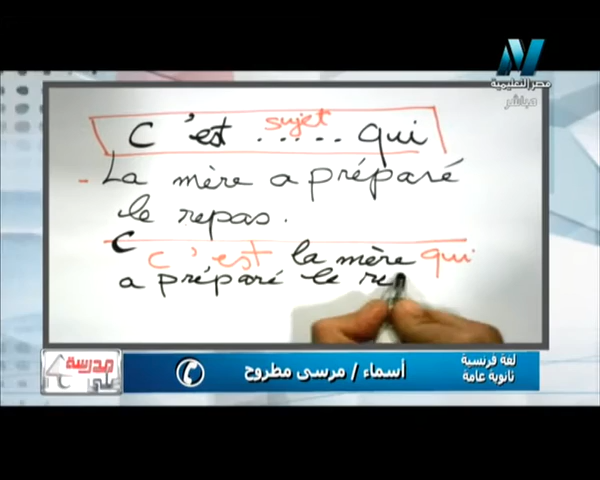 مصر التعليمية
مباشر
C'est ..... qui
sujet
- La mère a préparé
le repas.
C
C'est la mère qui
a préparé le re
لغة فرنسية
ثانوية عامة
أسماء / مرسى مطروح
مدرسة
على